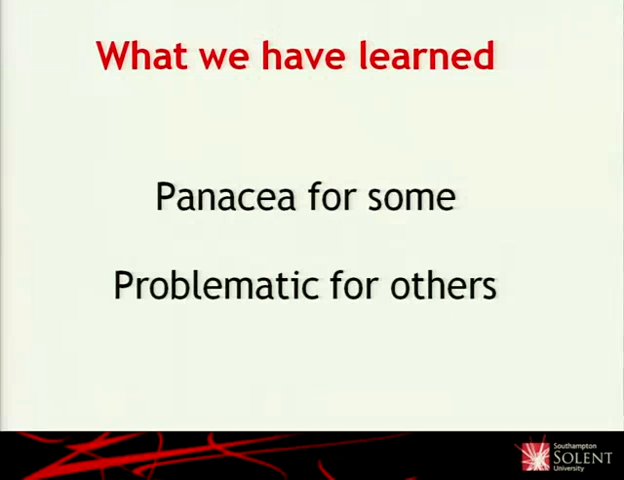 What we have learned
Panacea for some
Problematic for others
Southampton
SOLENT
University